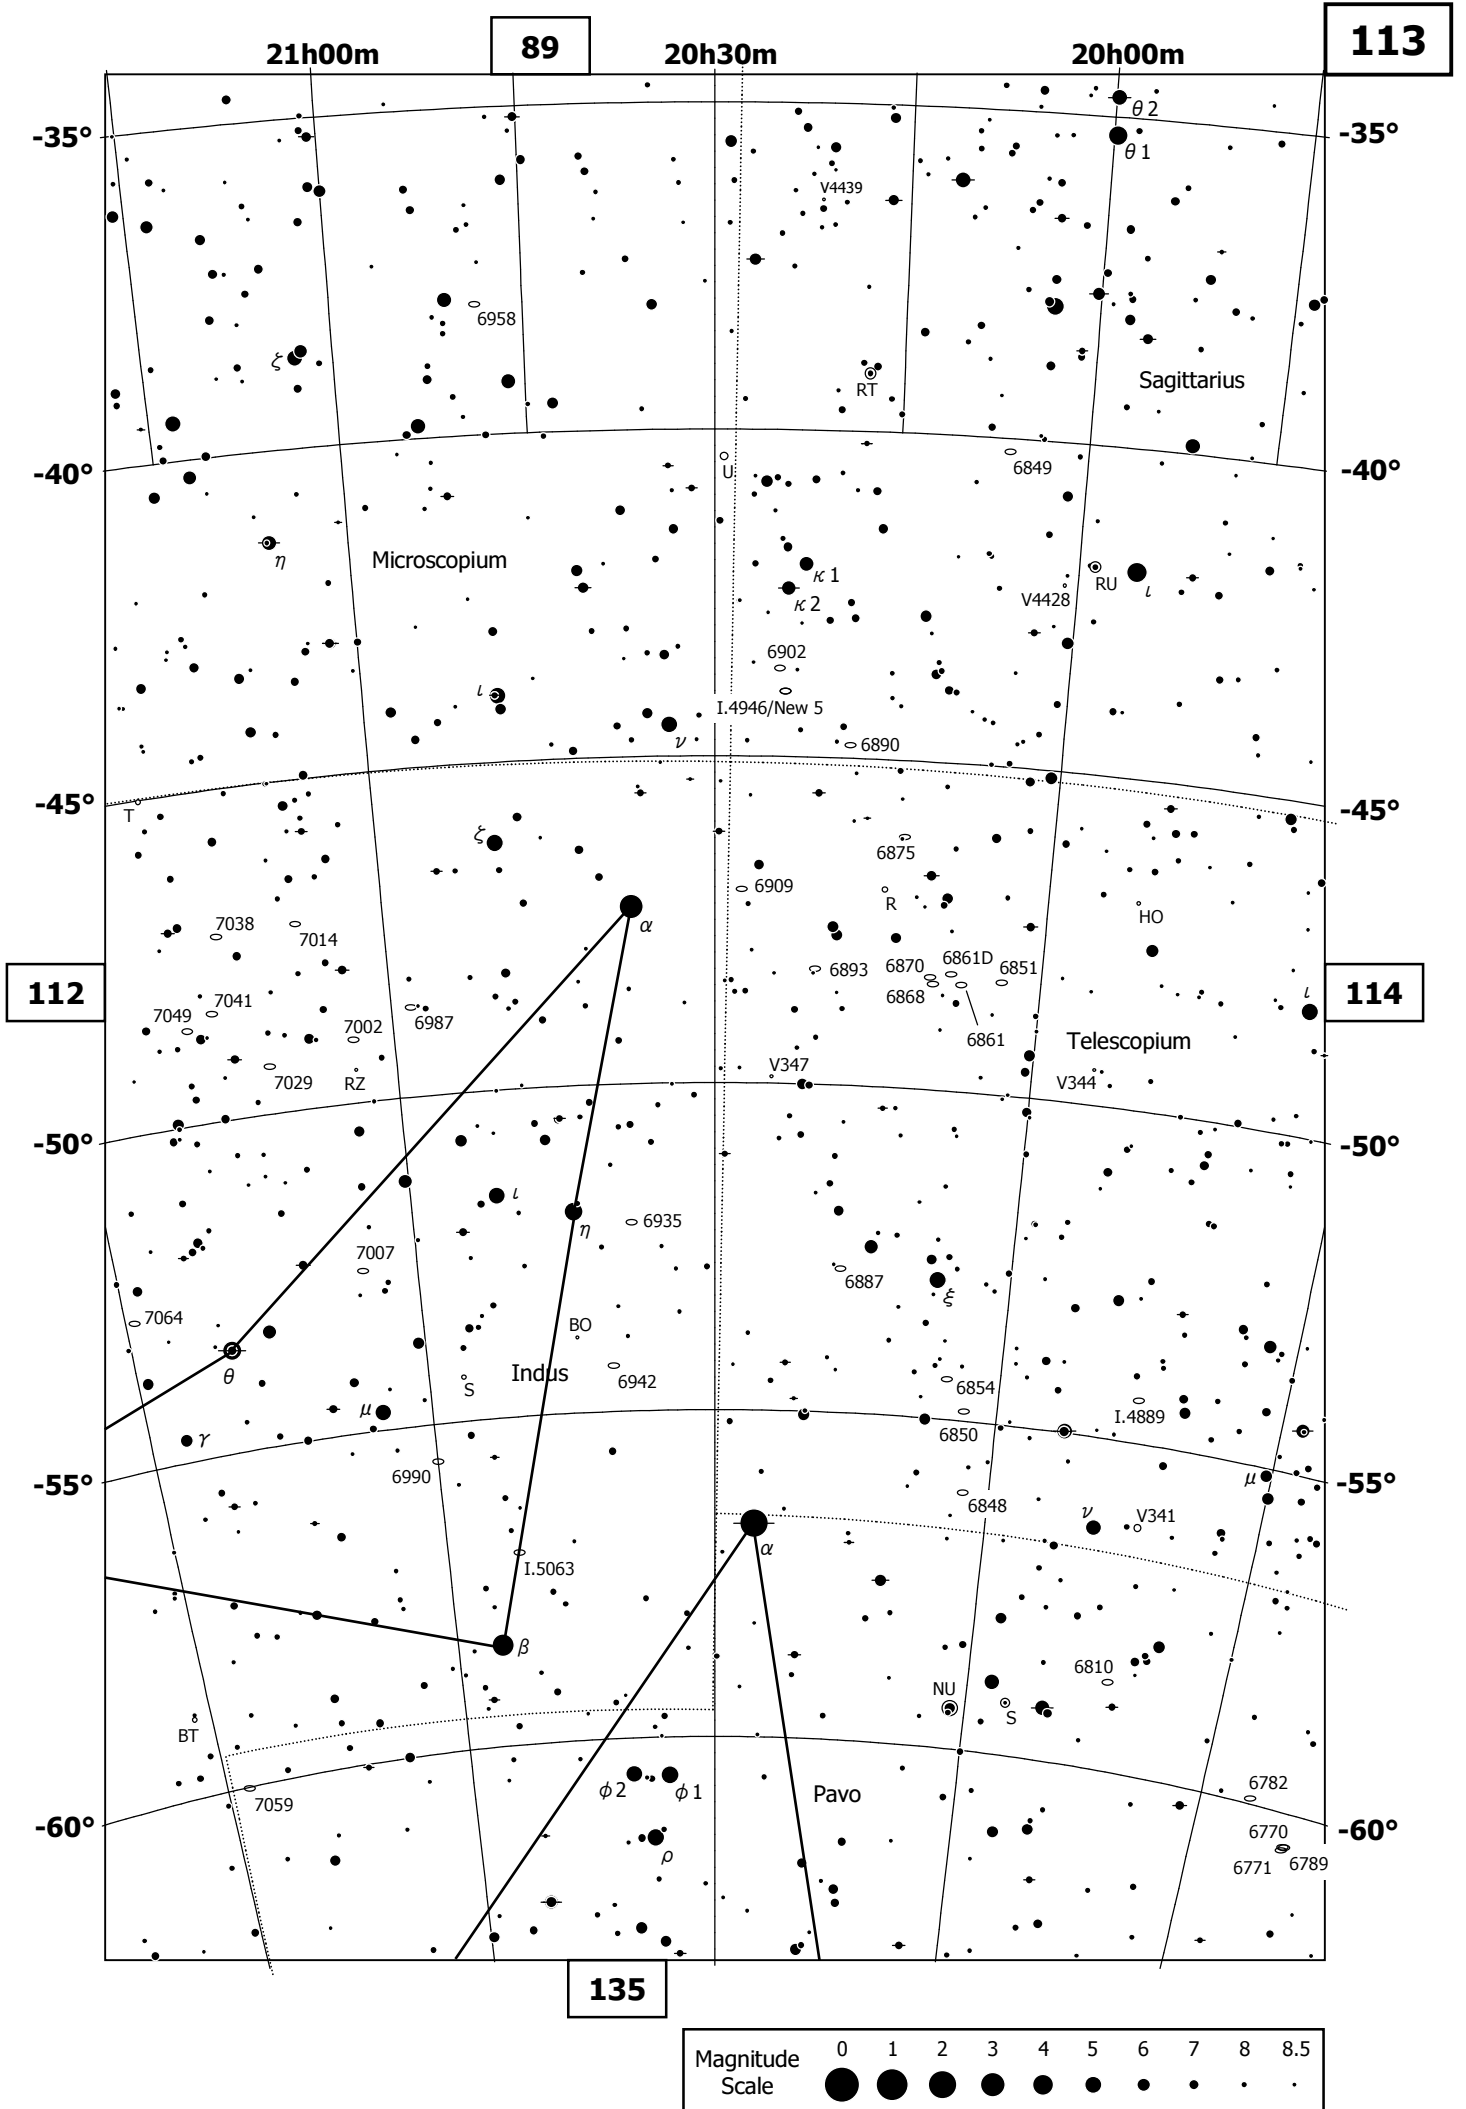 21h00m 89 20h30m 20h00m 113
θ 2
-35° -35°
θ 1
V4439
6958
ζ
RT Sagittarius
-40° U 6849 -40°
η Microscopium κ 1
V4428 RU ι
κ 2
6902
ι
I.4946/New 5
ν 6890
-45° -45°
T
ζ 6875
6909 R
α HO
7038
7014
6893 6870 6861D 6851
6868
112 ι 114
7041
7049 7002 6987
6861 Telescopium
V347
7029 RZ V344
-50° -50°
ι
η 6935
7007
6887
ξ
7064 BO
θ S Indus 6942 6854
μ I.4889
γ 6850
6990
-55° μ -55°
6848
ν V341
α
I.5063
β
6810
NU
S
BT
φ 2 φ 1 Pavo 6782
7059
-60° -60°
6770
ρ 6771 6789
135
Magnitude
Scale
0 1 2 3 4 5 6 7 8 8.5